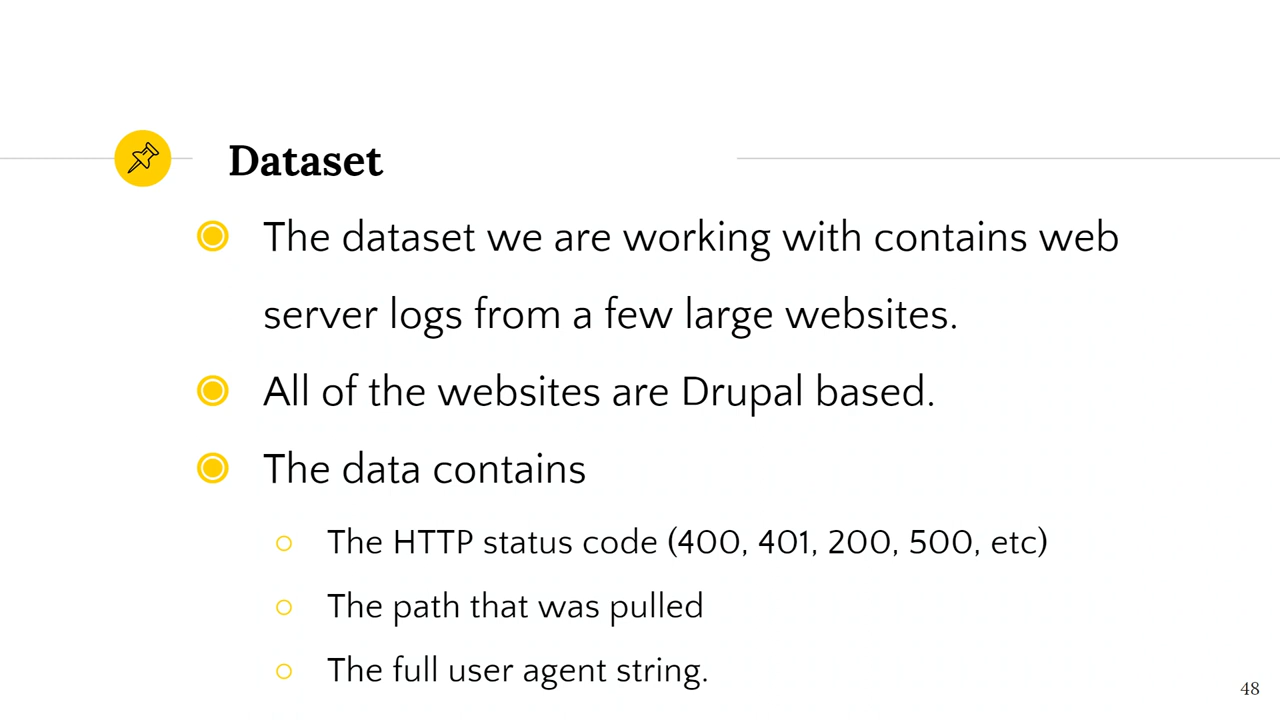 Dataset
The dataset we are working with contains web
server logs from a few large websites.
All of the websites are Drupal based.
The data contains
The HTTP status code (400, 401, 200, 500, etc)
The path that was pulled
The full user agent string.
48